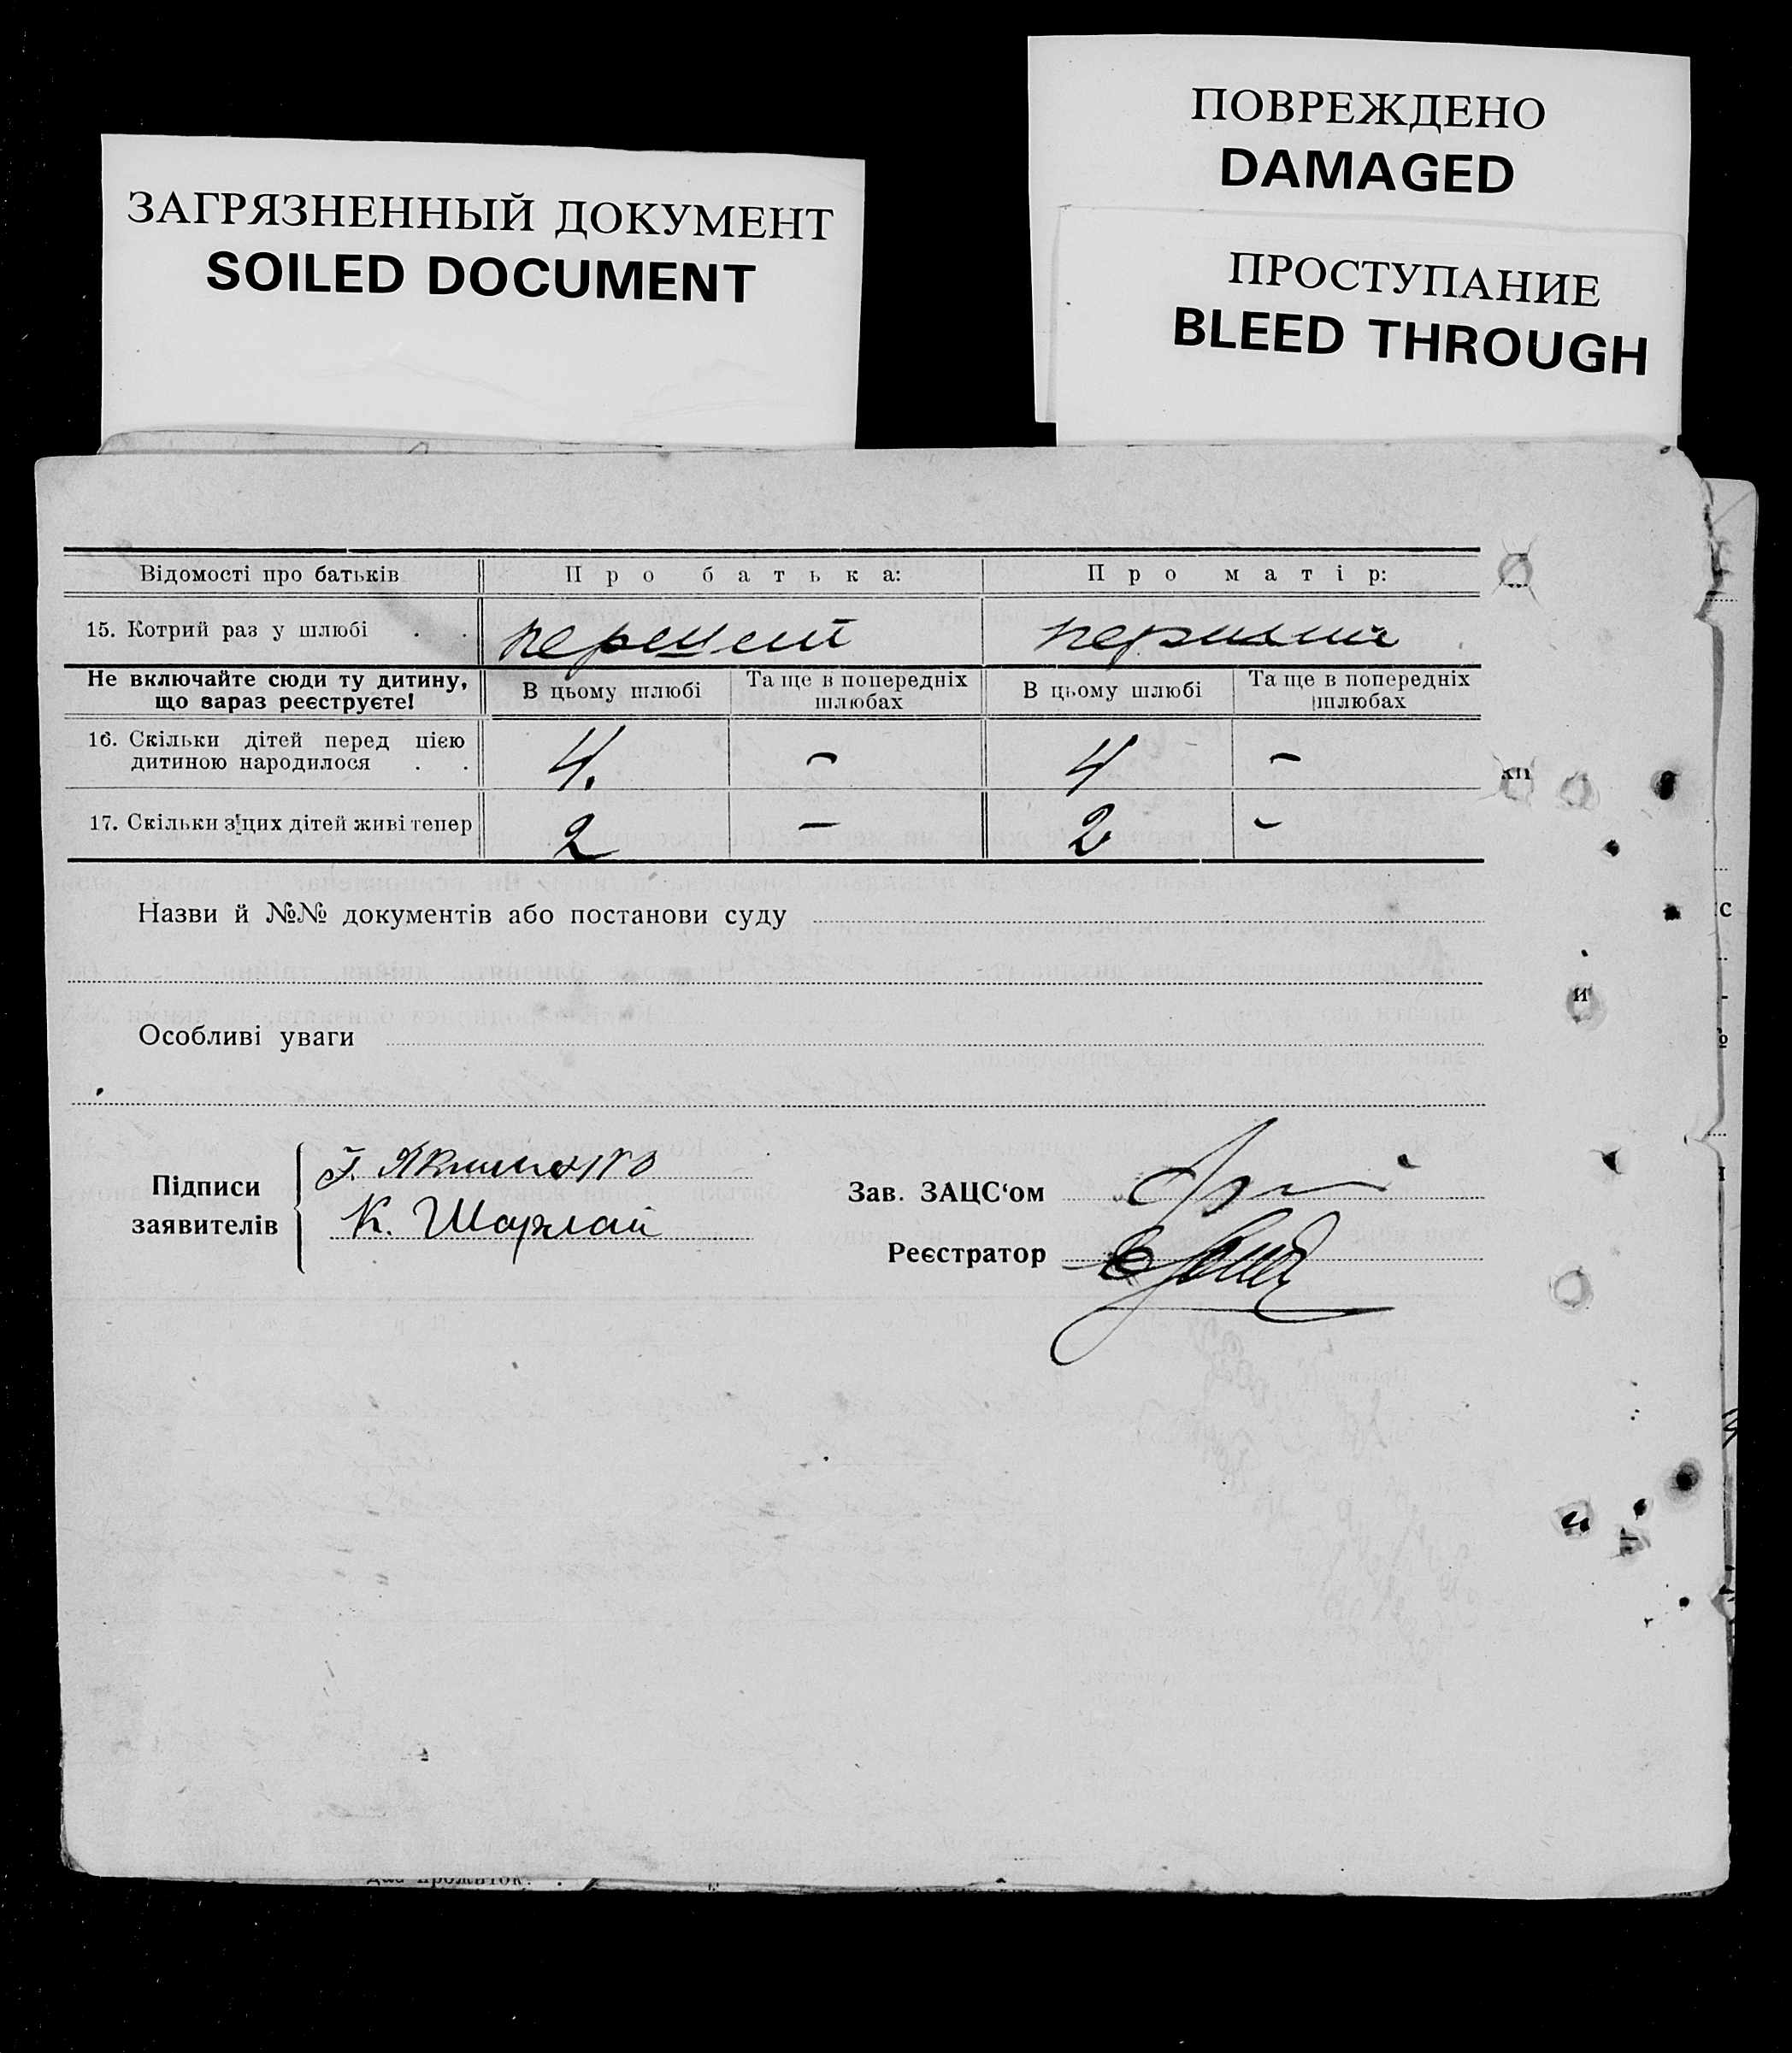 ПОВРЕЖДЕНО
DAMAGED
ЗАГРЯЗНЕННЫЙ ДОКУМЕНТ
SOILED DOCUMENT
ПРОСТУПАНИЕ
BLEED THROUGH
Відомості про батьків Про батька: Про матір:
15. Котрий раз у шлюбі . .
Не включайте сюди ту дитину, що вараз реєструєте! В цьому шлюбі Та ще в попередніх шлюбах В цьому шлюбі Та ще в попередніх шлюбах
16. Скільки дітей перед цією
дитиною народилося . . 4. – 4 –
17. Скільки з цих дітей живі тепер 2 – 2 –
Назви й №№ документів або постанови суду
Особливі уваги
Підписи
заявителів
К. Шарлай
Зав. ЗАЦС‘ом
Реєстратор